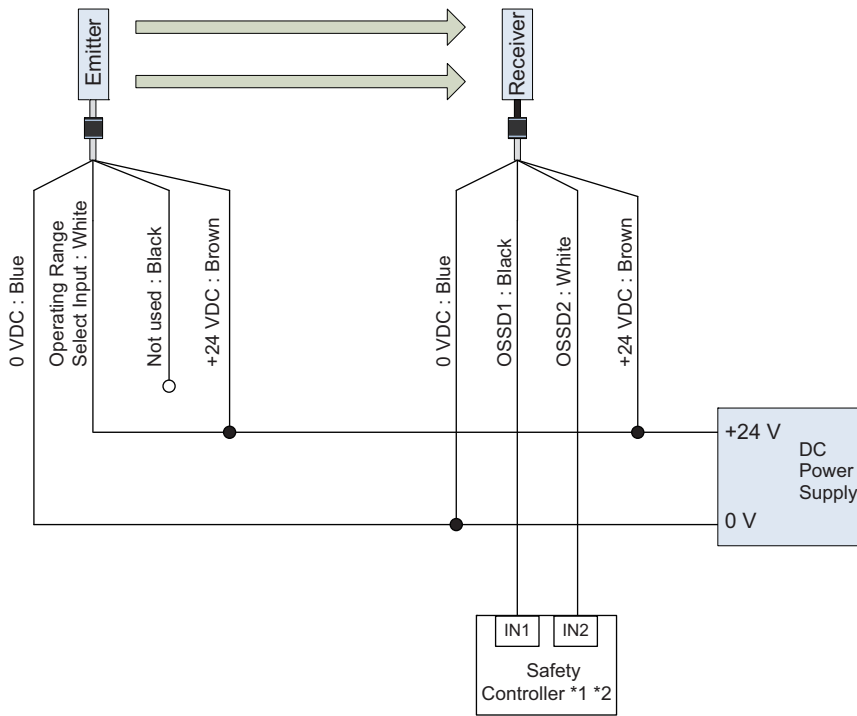 Emitter
Receiver
0 VDC : Blue
Operating Range
Select Input : White
Not used : Black
+24 VDC : Brown
0 VDC : Blue
OSSD1 : Black
OSSD2 : White
+24 VDC : Brown
+24 V
DC
Power
Supply
0 V
IN1
IN2
Safety
Controller *1 *2